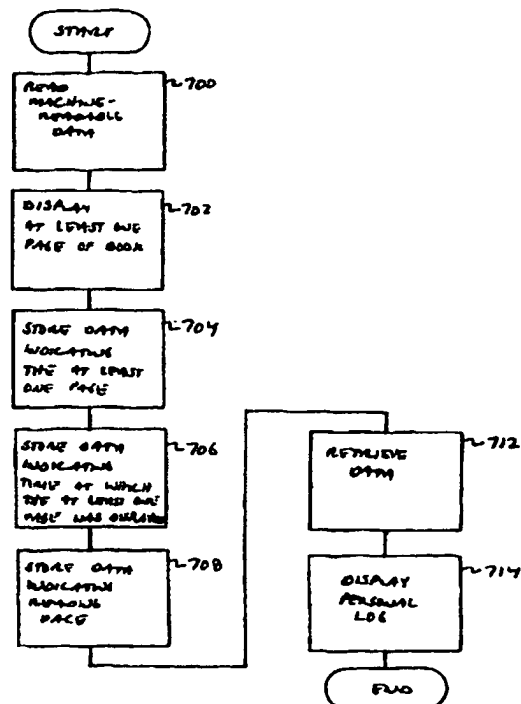 START
READ
MACHINE-
READABLE
DATA
700
DISPLAY
AT LEAST ONE
PAGE OF BOOK
702
STORE DATA
INDICATING
THE AT LEAST
ONE PAGE
704
STORE DATA
INDICATING
TIME AT WHICH
THE AT LEAST ONE
PAGE WAS DISPLAYED
706
STORE DATA
INDICATING
READING
PACE
708
RETRIEVE
DATA
712
DISPLAY
PERSONAL
LOG
714
END